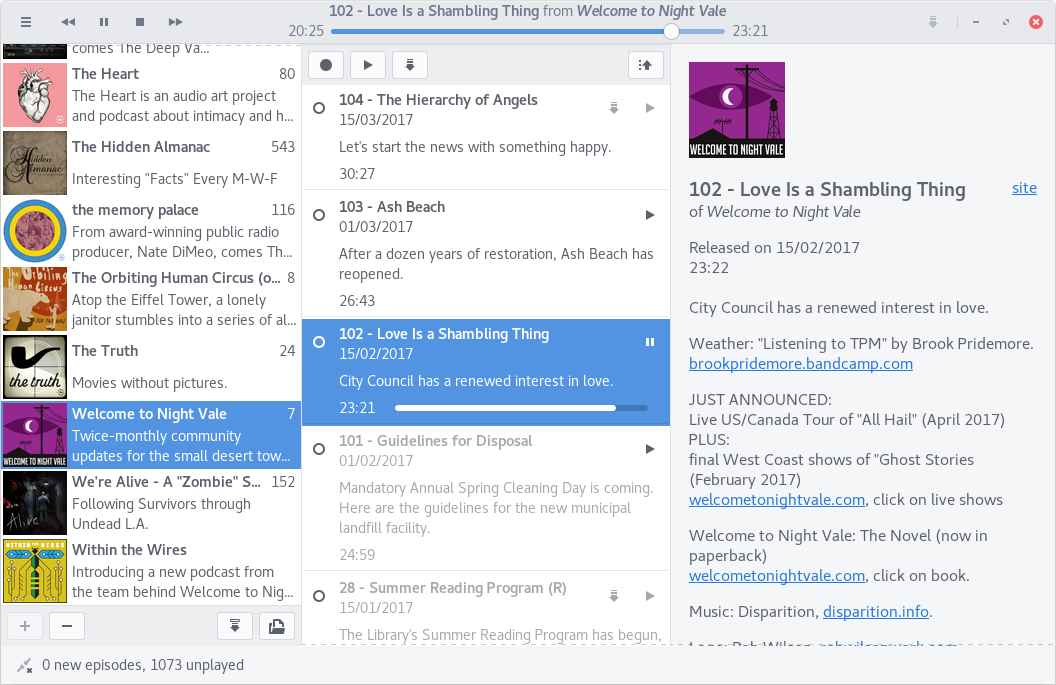 102 - Love Is a Shambling Thing from Welcome to Night Vale
20:25
23:21
comes The Deep Va...
The Heart
80
The Heart is an audio art project
and podcast about intimacy and h...
Hidden
Almanac
The Hidden Almanac
543
Interesting "Facts" Every M-W-F
the memory palace
116
From award-winning public radio
producer, Nate DiMeo, comes Th...
The Orbiting Human Circus (o...
8
Atop the Eiffel Tower, a lonely
janitor stumbles into a series of al...
the truth
The Truth
24
Movies without pictures.
WELCOME TO NIGHT VALE
Welcome to Night Vale
7
Twice-monthly community
updates for the small desert tow...
Alive
We're Alive - A "Zombie" S...
152
Following Survivors through
Undead L.A.
WITHIN THE WIRES
Within the Wires
Introducing a new podcast from
the team behind Welcome to Nig...
0 new episodes, 1073 unplayed
104 - The Hierarchy of Angels
15/03/2017
Let's start the news with something happy.
30:27
103 - Ash Beach
01/03/2017
After a dozen years of restoration, Ash Beach has
reopened.
26:43
102 - Love Is a Shambling Thing
15/02/2017
City Council has a renewed interest in love.
23:21
101 - Guidelines for Disposal
01/02/2017
Mandatory Annual Spring Cleaning Day is coming.
Here are the guidelines for the new municipal
landfill facility.
24:59
28 - Summer Reading Program (R)
15/01/2017
The Library's Summer Reading Program has begun,
WELCOME TO NIGHT VALE
102 - Love Is a Shambling Thing
site
of Welcome to Night Vale
Released on 15/02/2017
23:22
City Council has a renewed interest in love.
Weather: "Listening to TPM" by Brook Pridemore.
brookpridemore.bandcamp.com
JUST ANNOUNCED:
Live US/Canada Tour of "All Hail" (April 2017)
PLUS:
final West Coast shows of "Ghost Stories
(February 2017)
welcometonightvale.com, click on live shows
Welcome to Night Vale: The Novel (now in
paperback)
welcometonightvale.com, click on book.
Music: Disparition, disparition.info.